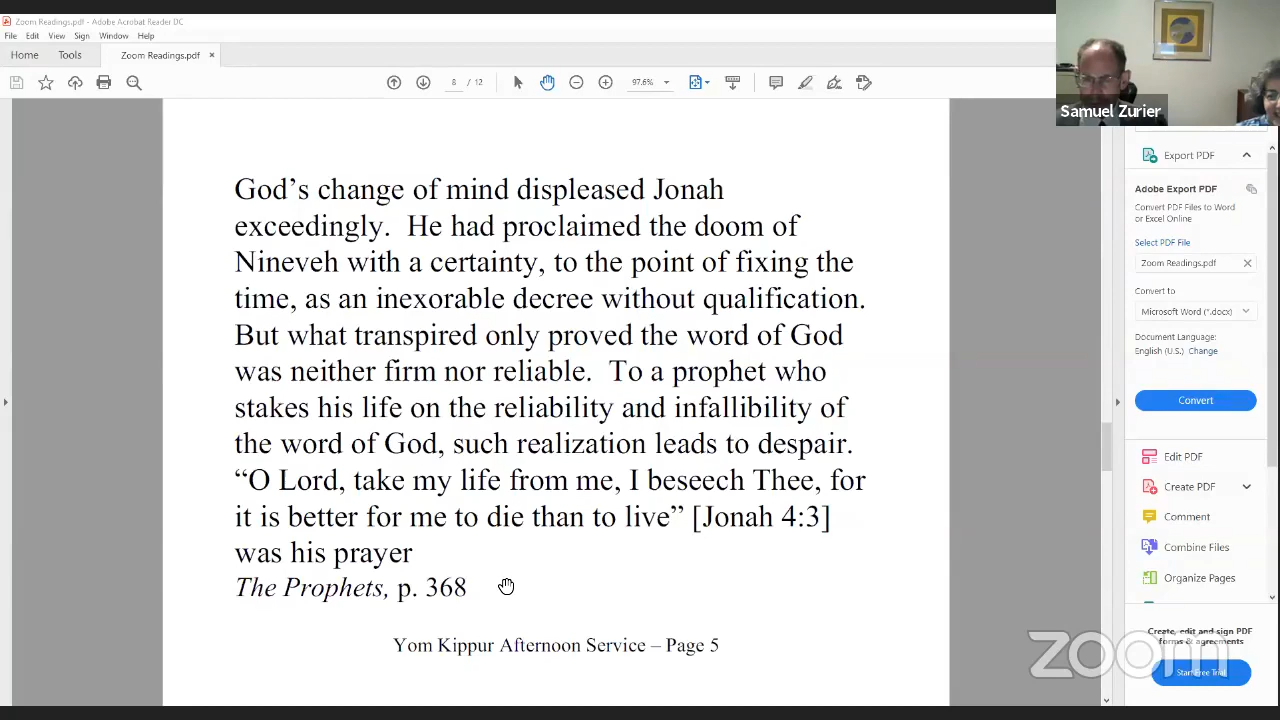 Zoom Readings.pdf - Adobe Acrobat Reader DC
File Edit View Sign Window Help
Home Tools Zoom Readings.pdf ×
8 / 12 97.6%
Samuel Zurier
God’s change of mind displeased Jonah
exceedingly. He had proclaimed the doom of
Nineveh with a certainty, to the point of fixing the
time, as an inexorable decree without qualification.
But what transpired only proved the word of God
was neither firm nor reliable. To a prophet who
stakes his life on the reliability and infallibility of
the word of God, such realization leads to despair.
“O Lord, take my life from me, I beseech Thee, for
it is better for me to die than to live” [Jonah 4:3]
was his prayer
The Prophets, p. 368
Yom Kippur Afternoon Service – Page 5
Export PDF
Adobe Export PDF
Convert PDF Files to Word
or Excel Online
Select PDF File
Zoom Readings.pdf
Convert to
Microsoft Word (*.docx)
Document Language:
English (U.S.) Change
Convert
Edit PDF
Create PDF
Comment
Combine Files
Organize Pages
Create, edit and sign PDF
forms & agreements
Start Free Trial
zoom